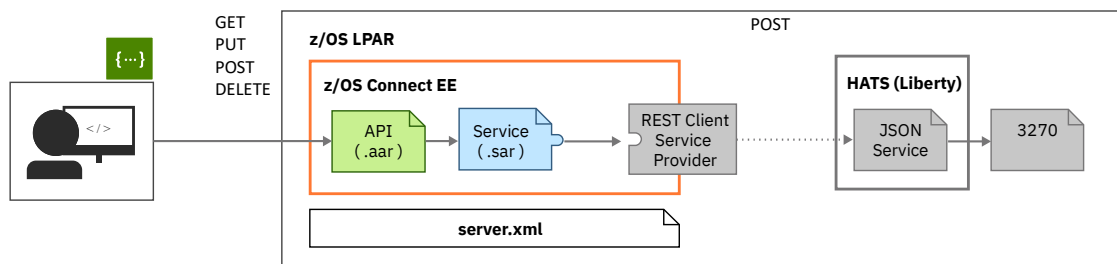 GET
PUT
POST
DELETE
POST
z/OS LPAR
{...}
z/OS Connect EE
HATS (Liberty)
</>
API
( .aar )
Service
( .sar )
REST Client
Service
Provider
JSON
Service
3270
server.xml